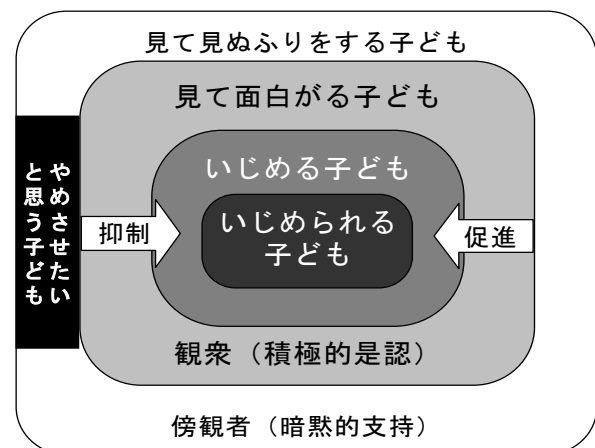 見て見ぬふりをする子ども
見て面白がる子ども
いじめる子ども
いじめられる
子ども
やめさせたい
と思う子ども
抑制
促進
観衆（積極的是認）
傍観者（暗黙的支持）